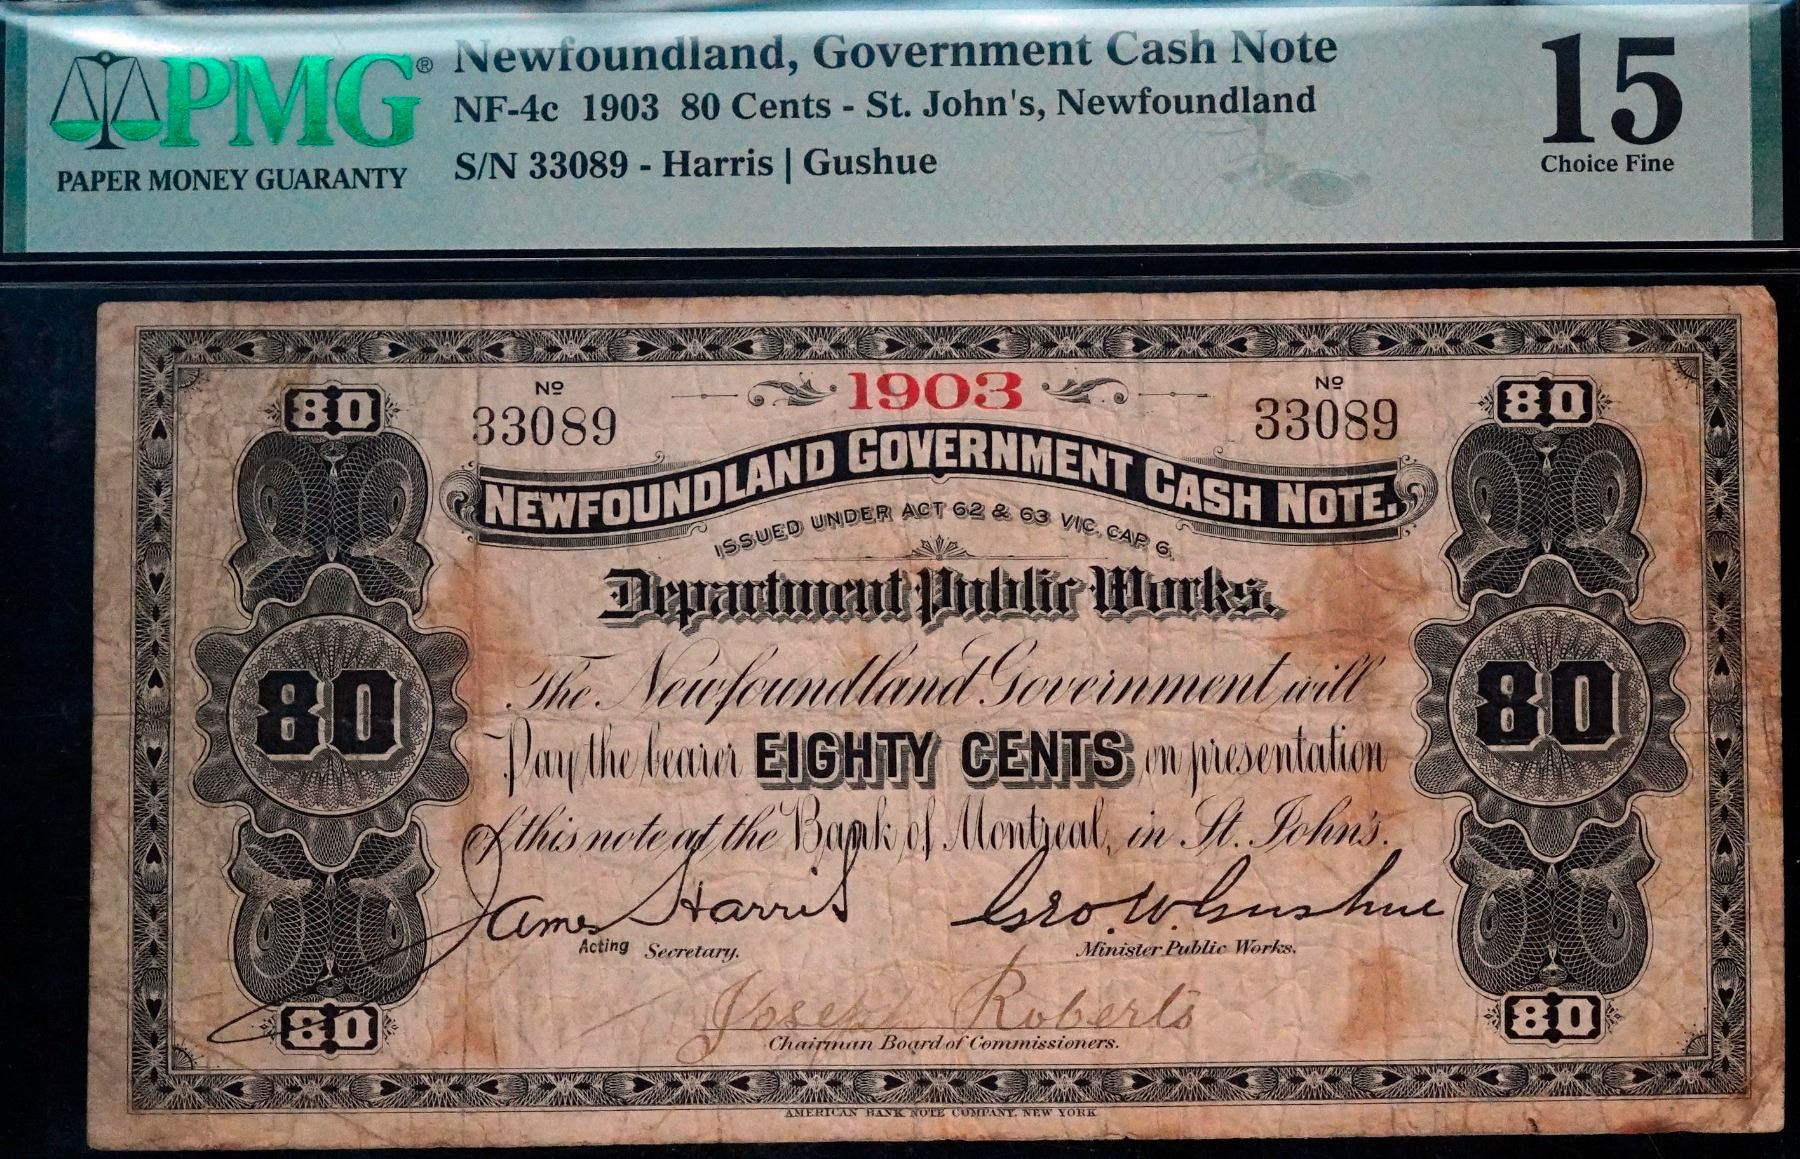 PMG® Newfoundland, Government Cash Note 15
NF-4c 1903 80 Cents - St. John's, Newfoundland
PAPER MONEY GUARANTY S/N 33089 - Harris | Gushue Choice Fine
80 Nº 1903 Nº 80
33089 33089
NEWFOUNDLAND GOVERNMENT CASH NOTE.
ISSUED UNDER ACT 62 & 63 VIC. CAP. 6.
Department Public Works.
The Newfoundland Government will
80 Pay the bearer EIGHTY CENTS on presentation 80
of this note at the Bank of Montreal, in St. John's.
James Harris Geo. W. Gushue
Acting Secretary. Minister Public Works.
80 Joseph Roberts 80
Chairman Board of Commissioners.
AMERICAN BANK NOTE COMPANY, NEW YORK